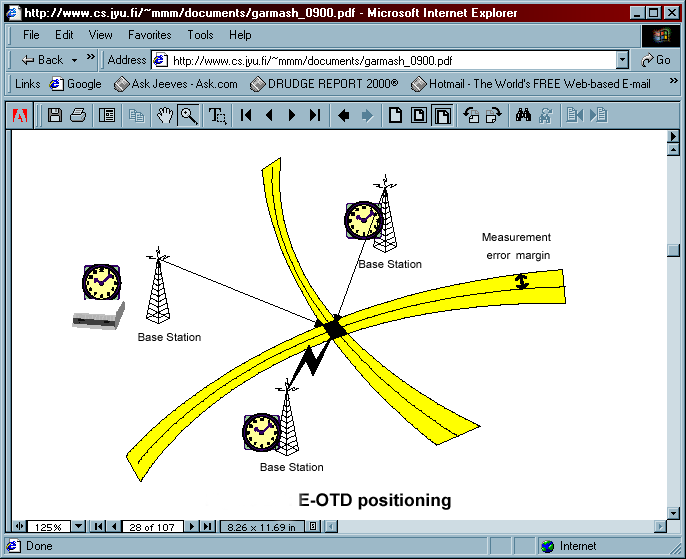 http://www.cs.jyu.fi/~mmm/documents/garmash_0900.pdf - Microsoft Internet Explorer
File Edit View Favorites Tools Help
Back » Address http://www.cs.jyu.fi/~mmm/documents/garmash_0900.pdf Go
Links Google Ask Jeeves - Ask.com DRUDGE REPORT 2000® Hotmail - The World's FREE Web-based E-mail »
Measurement
error margin
Base Station
Base Station
Base Station
E-OTD positioning
125% 28 of 107 8.26 x 11.69 in
Done Internet